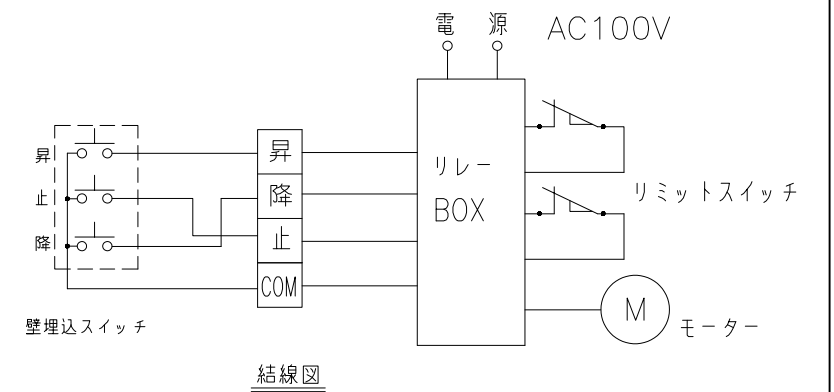 電源 AC100V
昇
止
降
昇
降
止
COM
リレー
BOX
リミットスイッチ
M
モーター
壁埋込スイッチ
結線図